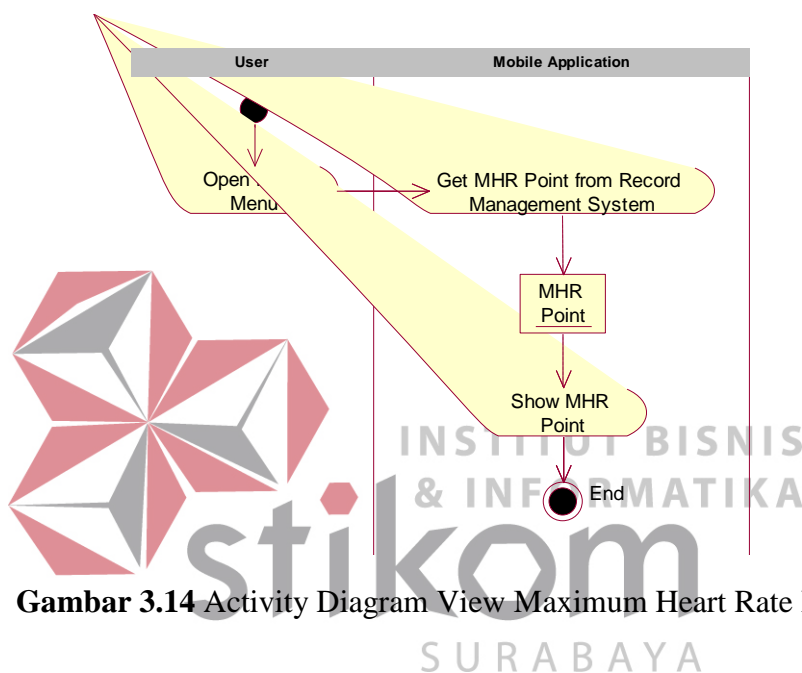 User
Mobile Application
Open
Menu
Get MHR Point from Record
Management System
MHR
Point
Show MHR
Point
End
INSTITUT BISNIS
& INFORMATIKA
stikom
SURABAYA
Gambar 3.14 Activity Diagram View Maximum Heart Rate